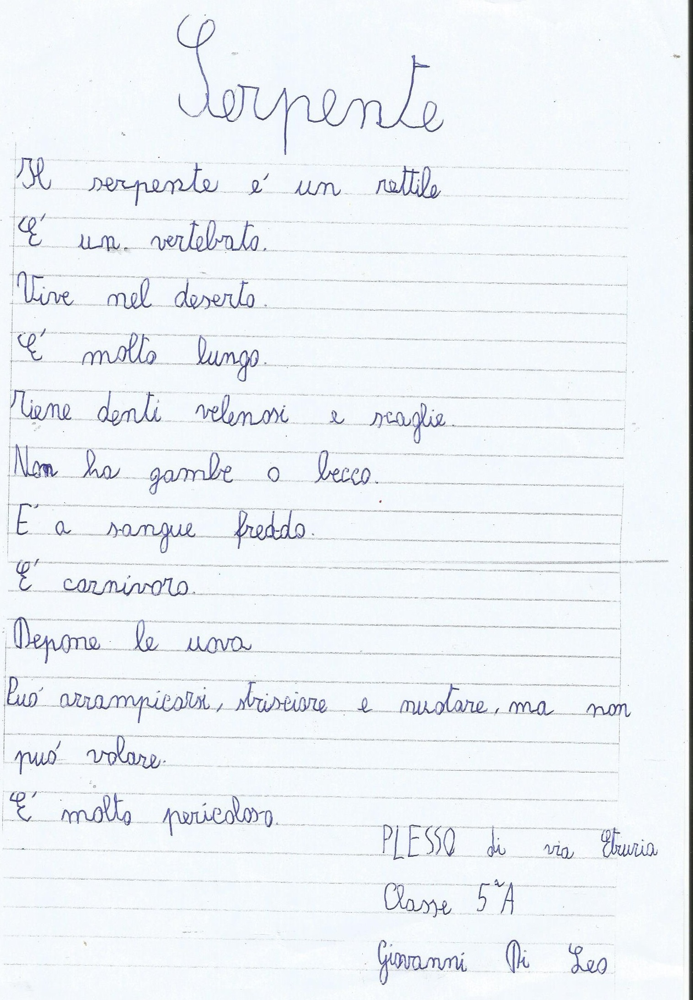 Serpente
Il serpente é un rettile
É un vertebrato.
Vive nel deserto.
É molto lungo.
Tiene denti velenosi e scaglie.
Non ha gambe o becco.
É a sangue freddo.
É carnivoro.
Depone le uova
Puó arrampicarsi, strisciare e nuotare, ma non
puó volare.
É molto pericoloso.
PLESSO di via Etruria
Classe 5ªA
Giovanni Di Leo